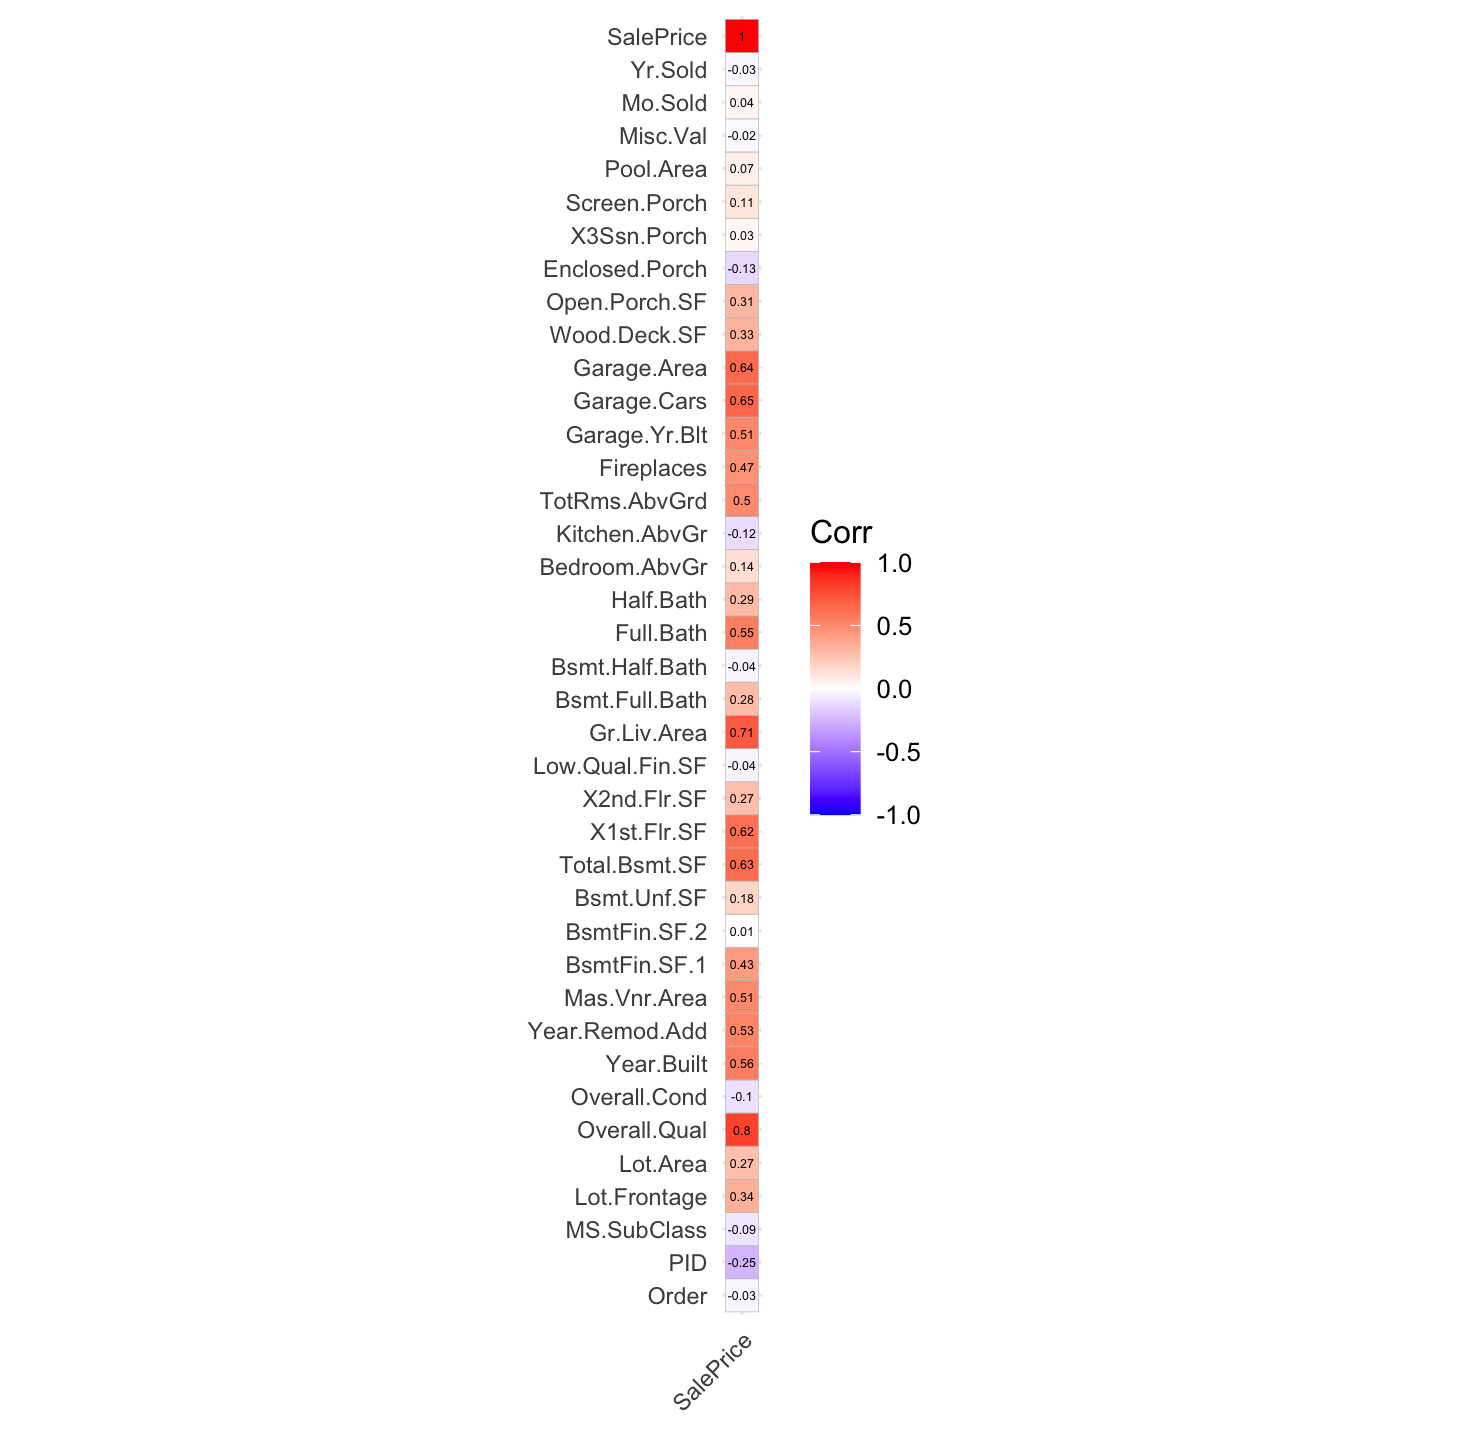 SalePrice 1
Yr.Sold -0.03
Mo.Sold 0.04
Misc.Val -0.02
Pool.Area 0.07
Screen.Porch 0.11
X3Ssn.Porch 0.03
Enclosed.Porch -0.13
Open.Porch.SF 0.31
Wood.Deck.SF 0.33
Garage.Area 0.64
Garage.Cars 0.65
Garage.Yr.Blt 0.51
Fireplaces 0.47
TotRms.AbvGrd 0.5
Kitchen.AbvGr -0.12
Bedroom.AbvGr 0.14
Half.Bath 0.29
Full.Bath 0.55
Bsmt.Half.Bath -0.04
Bsmt.Full.Bath 0.28
Gr.Liv.Area 0.71
Low.Qual.Fin.SF -0.04
X2nd.Flr.SF 0.27
X1st.Flr.SF 0.62
Total.Bsmt.SF 0.63
Bsmt.Unf.SF 0.18
BsmtFin.SF.2 0.01
BsmtFin.SF.1 0.43
Mas.Vnr.Area 0.51
Year.Remod.Add 0.53
Year.Built 0.56
Overall.Cond -0.1
Overall.Qual 0.8
Lot.Area 0.27
Lot.Frontage 0.34
MS.SubClass -0.09
PID -0.25
Order -0.03
SalePrice
Corr
1.0
0.5
0.0
-0.5
-1.0